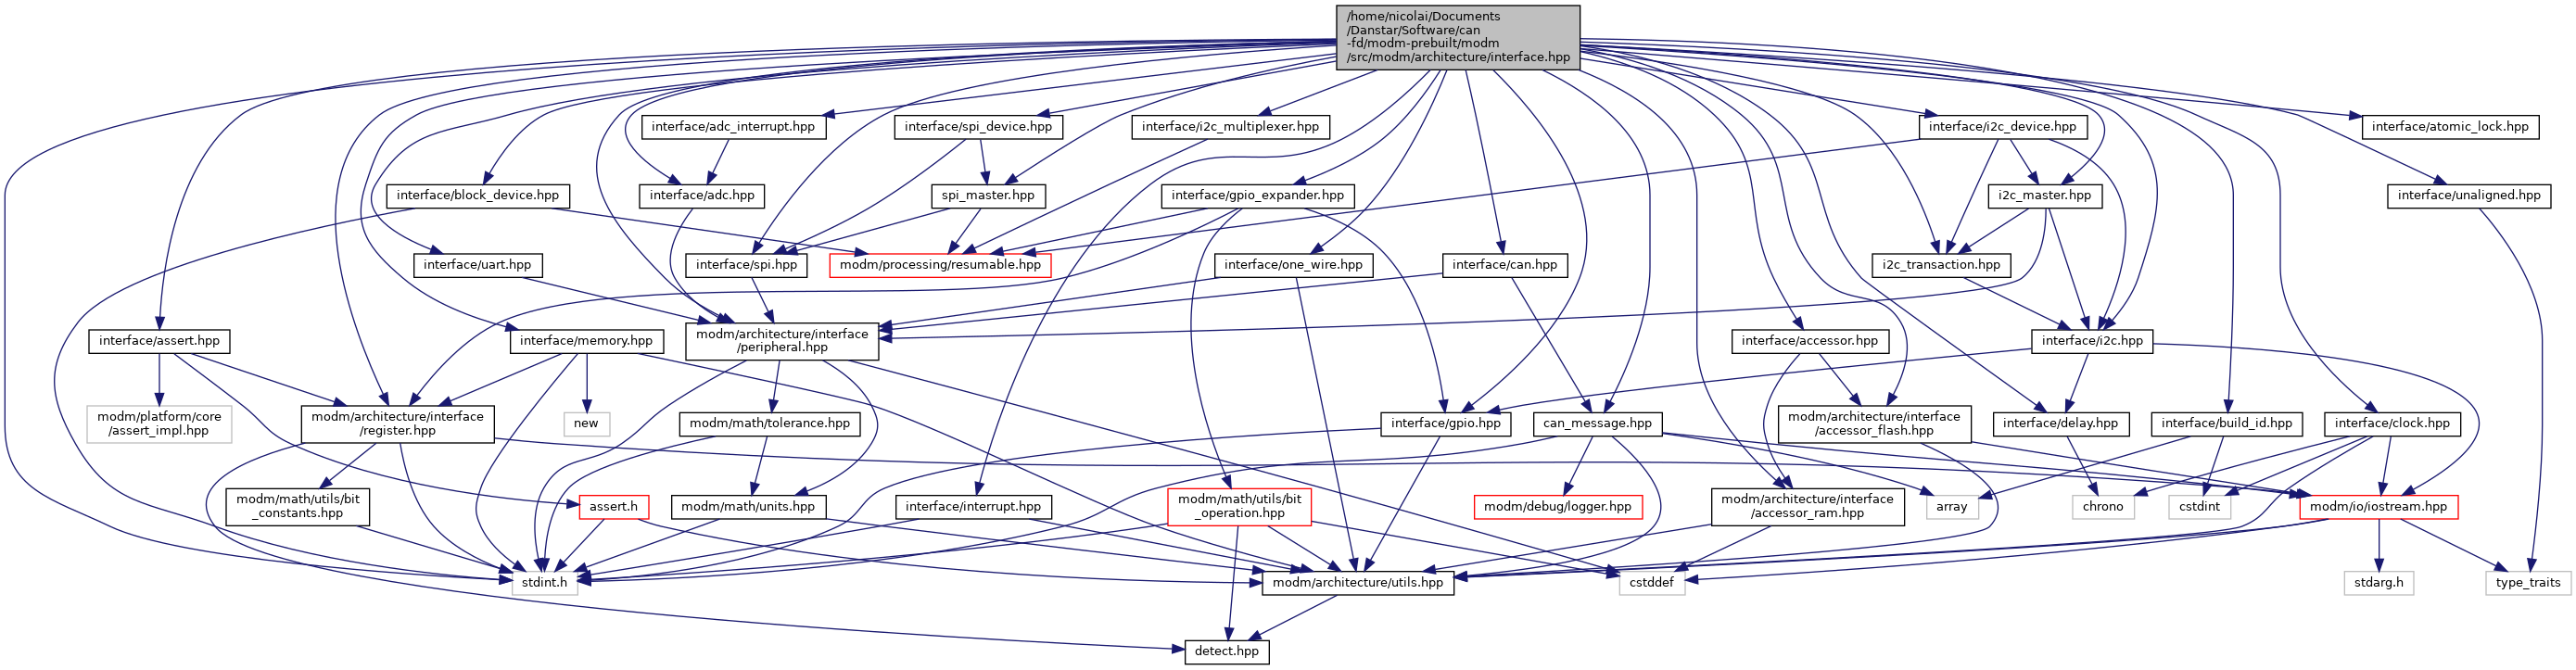 /home/nicolai/Documents
/Danstar/Software/can
-fd/modm-prebuilt/modm
/src/modm/architecture/interface.hpp
interface/adc_interrupt.hpp
interface/spi_device.hpp
interface/i2c_multiplexer.hpp
interface/i2c_device.hpp
interface/atomic_lock.hpp
interface/block_device.hpp
interface/adc.hpp
spi_master.hpp
interface/gpio_expander.hpp
i2c_master.hpp
interface/unaligned.hpp
interface/uart.hpp
interface/spi.hpp
modm/processing/resumable.hpp
interface/one_wire.hpp
interface/can.hpp
i2c_transaction.hpp
interface/assert.hpp
interface/memory.hpp
modm/architecture/interface
/peripheral.hpp
interface/accessor.hpp
interface/i2c.hpp
modm/platform/core
/assert_impl.hpp
modm/architecture/interface
/register.hpp
new
modm/math/tolerance.hpp
interface/gpio.hpp
can_message.hpp
modm/architecture/interface
/accessor_flash.hpp
interface/delay.hpp
interface/build_id.hpp
interface/clock.hpp
modm/math/utils/bit
_constants.hpp
assert.h
modm/math/units.hpp
interface/interrupt.hpp
modm/math/utils/bit
_operation.hpp
modm/debug/logger.hpp
modm/architecture/interface
/accessor_ram.hpp
array
chrono
cstdint
modm/io/iostream.hpp
stdint.h
modm/architecture/utils.hpp
cstddef
stdarg.h
type_traits
detect.hpp